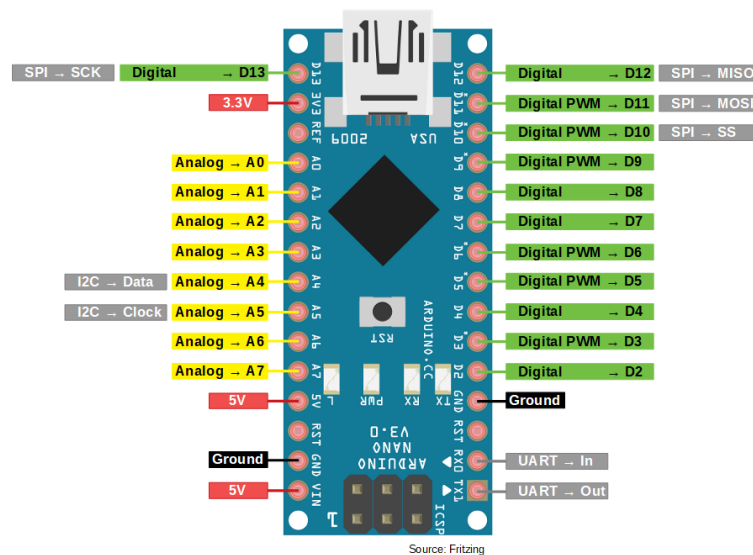 SPI → SCK
Digital → D13
3.3V
Analog → A0
Analog → A1
Analog → A2
Analog → A3
I2C → Data
Analog → A4
I2C → Clock
Analog → A5
Analog → A6
Analog → A7
5V
Ground
5V
D13
3V3
REF
A0
A1
A2
A3
A4
A5
A6
A7
5V
RST
GND
VIN
2009
USA
RST
ARDUINO.CC
L
PWR
RX
TX
ARDUINO
NANO
V3.0
1
ICSP
D12
D11*
D10*
D9*
D8
D7
D6*
D5*
D4
D3*
D2
GND
RST
RX0
TX1
Digital → D12
SPI → MISO
Digital PWM → D11
SPI → MOSI
Digital PWM → D10
SPI → SS
Digital PWM → D9
Digital → D8
Digital → D7
Digital PWM → D6
Digital PWM → D5
Digital → D4
Digital PWM → D3
Digital → D2
Ground
UART → In
UART → Out
Source: Fritzing